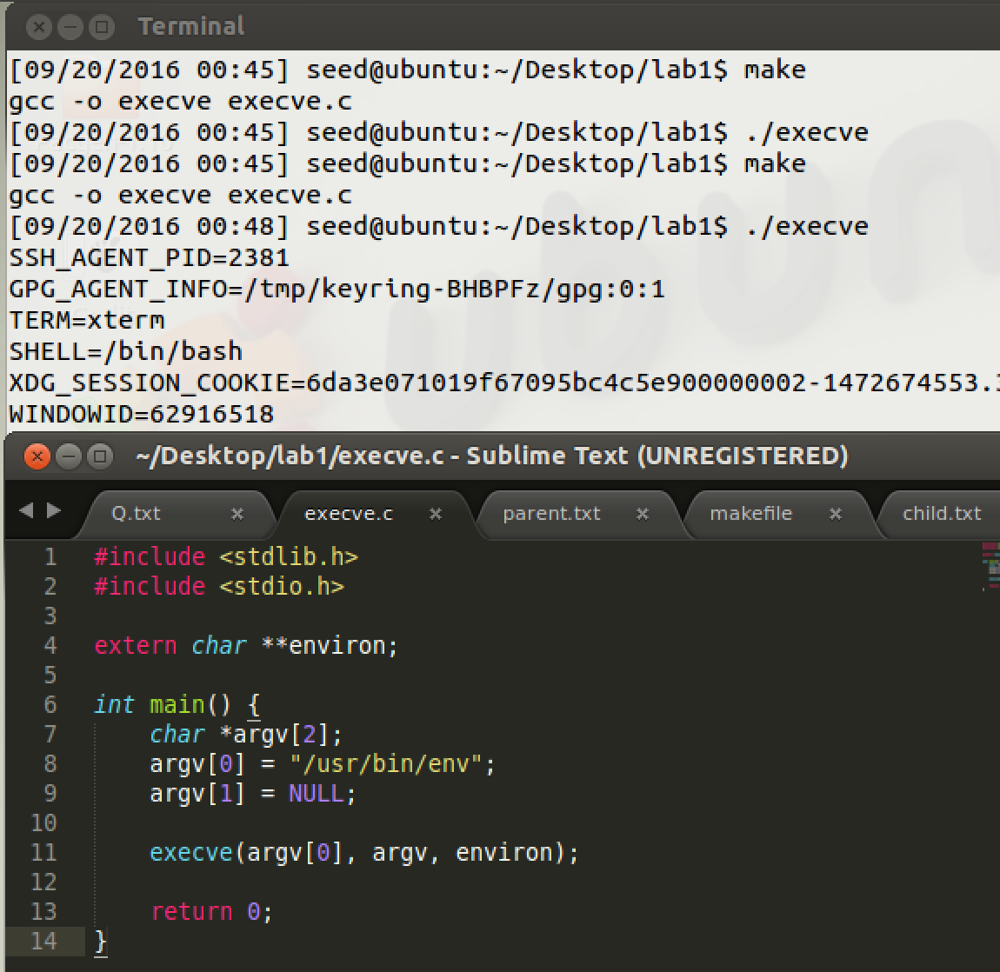 Terminal
[09/20/2016 00:45] seed@ubuntu:~/Desktop/lab1$ make
gcc -o execve execve.c
[09/20/2016 00:45] seed@ubuntu:~/Desktop/lab1$ ./execve
[09/20/2016 00:45] seed@ubuntu:~/Desktop/lab1$ make
gcc -o execve execve.c
[09/20/2016 00:48] seed@ubuntu:~/Desktop/lab1$ ./execve
SSH_AGENT_PID=2381
GPG_AGENT_INFO=/tmp/keyring-BHBPFz/gpg:0:1
TERM=xterm
SHELL=/bin/bash
XDG_SESSION_COOKIE=6da3e071019f67095bc4c5e900000002-1472674553.
WINDOWID=62916518
~/Desktop/lab1/execve.c - Sublime Text (UNREGISTERED)
Q.txt execve.c parent.txt makefile child.txt
1 #include <stdlib.h>
2 #include <stdio.h>
3
4 extern char **environ;
5
6 int main() {
7     char *argv[2];
8     argv[0] = "/usr/bin/env";
9     argv[1] = NULL;
10
11     execve(argv[0], argv, environ);
12
13     return 0;
14 }